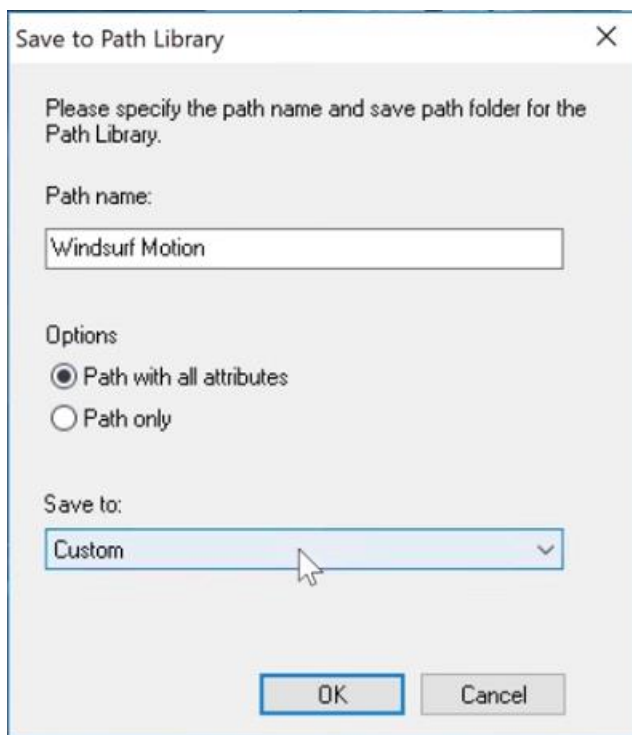 Save to Path Library
Please specify the path name and save path folder for the
Path Library.
Path name:
Windsurf Motion
Options
Path with all attributes
Path only
Save to:
Custom
OK
Cancel